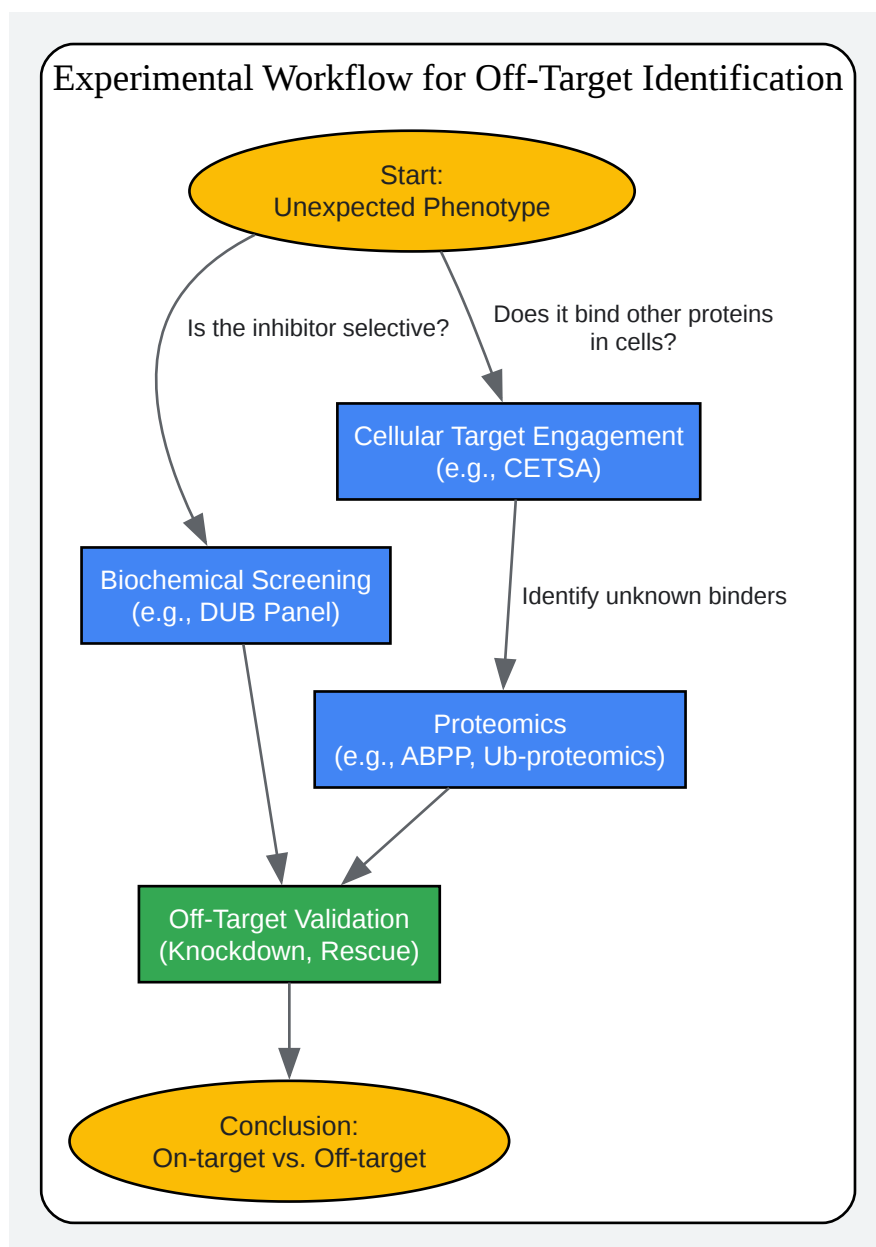 Experimental Workflow for Off-Target Identification
Start:
Unexpected Phenotype
Is the inhibitor selective?
Does it bind other proteins
in cells?
Cellular Target Engagement
(e.g., CETSA)
Biochemical Screening
(e.g., DUB Panel)
Identify unknown binders
Proteomics
(e.g., ABPP, Ub-proteomics)
Off-Target Validation
(Knockdown, Rescue)
Conclusion:
On-target vs. Off-target